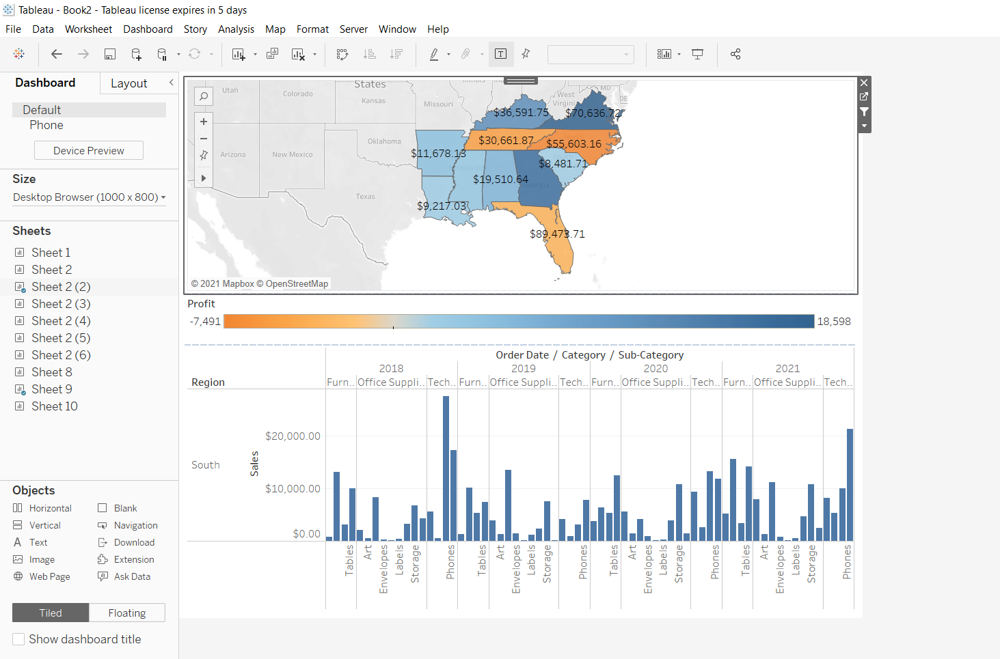 Tableau - Book2 - Tableau license expires in 5 days
File Data Worksheet Dashboard Story Analysis Map Format Server Window Help
Dashboard Layout
Default
Phone
Device Preview
Size
Desktop Browser (1000 x 800)
Sheets
Sheet 1
Sheet 2
Sheet 2 (2)
Sheet 2 (3)
Sheet 2 (4)
Sheet 2 (5)
Sheet 2 (6)
Sheet 8
Sheet 9
Sheet 10
Objects
Horizontal Blank
Vertical Navigation
Text Download
Image Extension
Web Page Ask Data
Tiled Floating
Show dashboard title
States
Utah Colorado Kansas Missouri West Virginia MD DE
$36,591.75 $70,636.72
Arizona New Mexico Oklahoma
$30,661.87 $55,603.16
$11,678.13 $8,481.71
$19,510.64
Georgia
Texas
$9,217.03
$89,473.71
© 2021 Mapbox © OpenStreetMap
Profit
-7,491 18,598
Order Date / Category / Sub-Category
2018 2019 2020 2021
Region
Furn.. Office Suppli.. Tech.. Furn.. Office Suppli.. Tech.. Furn.. Office Suppli.. Tech.. Furn.. Office Suppli.. Tech..
South
Sales
$20,000.00
$10,000.00
$0.00
Tables Art Envelopes Labels Storage Phones Tables Art Envelopes Labels Storage Phones Tables Art Envelopes Labels Storage Phones Tables Art Envelopes Labels Storage Phones